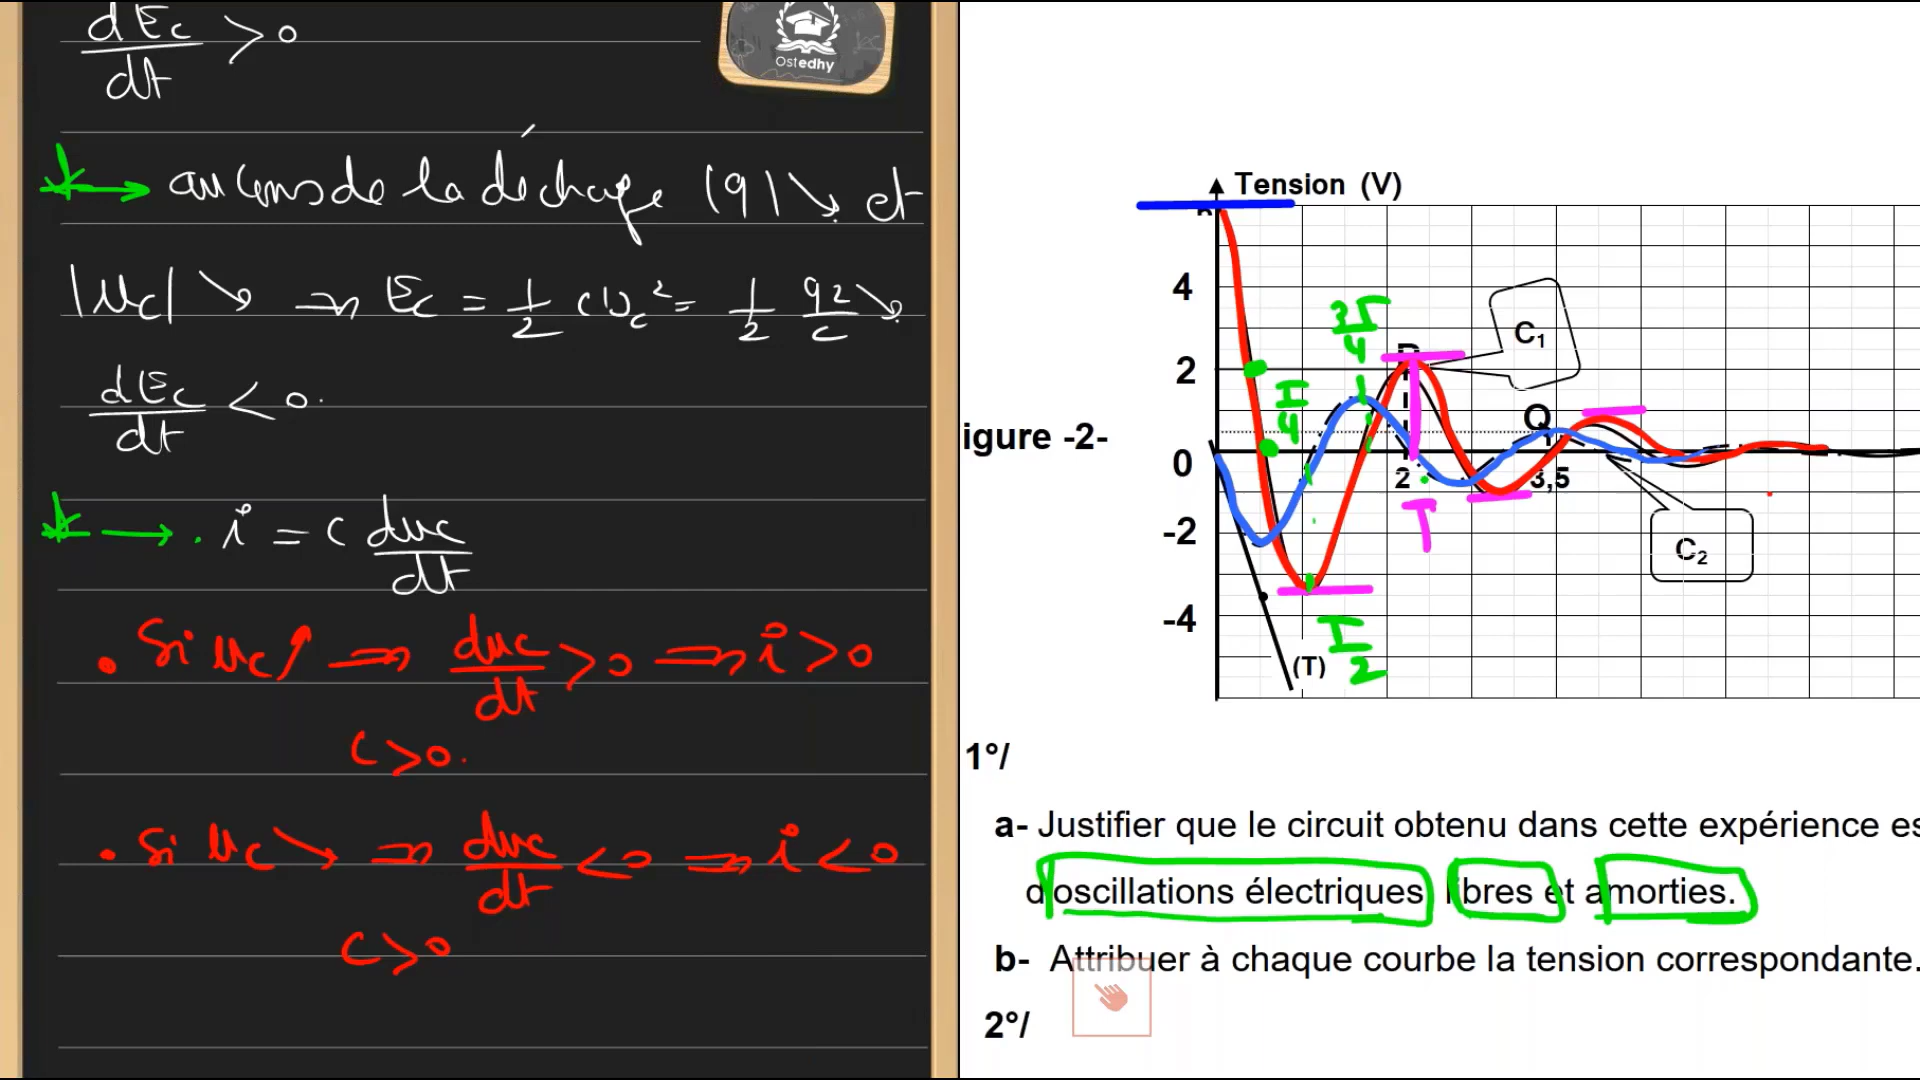 dEc/dt > 0
Ostedhy
au cons de la décharge |q| ↘ et
|uc| ↘ ⇒ Ec = 1/2 C Uc² = 1/2 q²/c ↘
dEc/dt < 0.
→ . i = c duc/dt
. Si uc ↗ ⇒ duc/dt > 0 ⇒ i > 0
C > 0.
. Si uc ↘ ⇒ duc/dt < 0 ⇒ i < 0
C > 0
Tension (V)
4
3T/4
C1
2
T/4
Q
igure -2-
0
2
3,5
T
-2
C2
-4
T/2
(T)
1°/
a- Justifier que le circuit obtenu dans cette expérience es
d'oscillations électriques libres et amorties.
b- Attribuer à chaque courbe la tension correspondante.
2°/